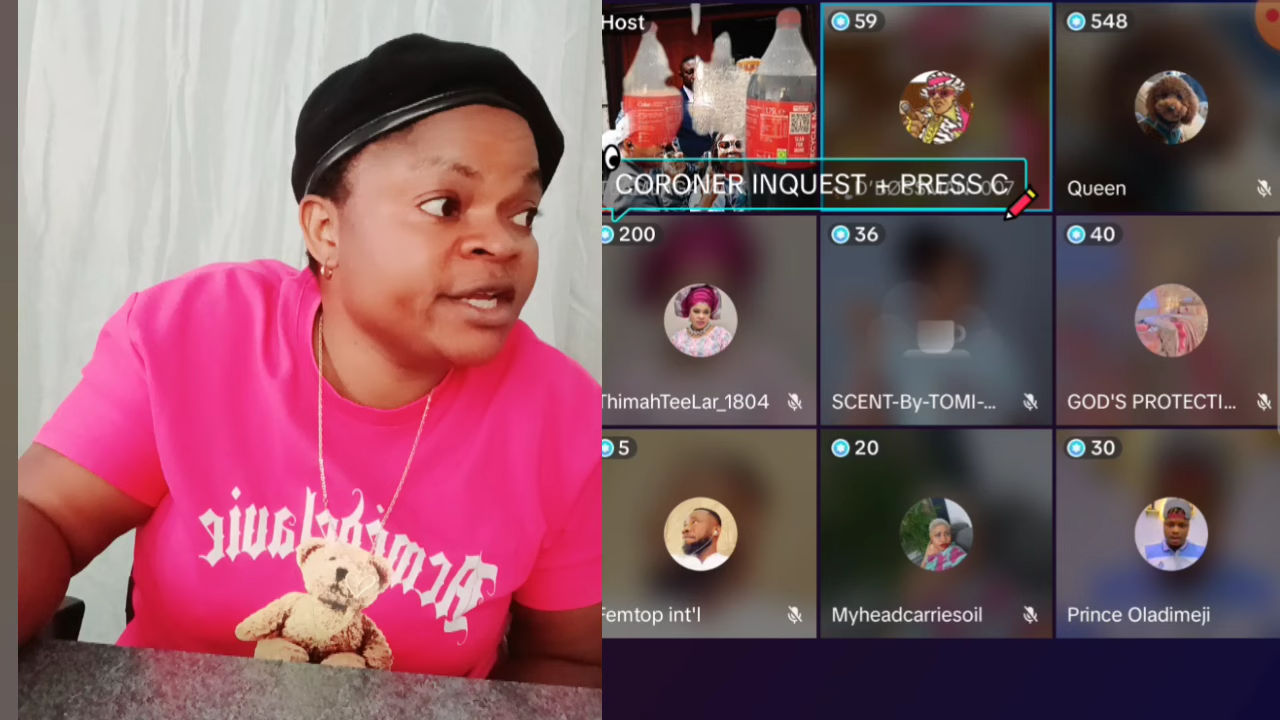 Host
59
548
CORONER INQUEST + PRESS C
Queen
200
36
40
ThimahTeeLar_1804
SCENT-By-TOMI-...
GOD'S PROTECTI...
5
20
30
Femtop int'l
Myheadcarriesoil
Prince Oladimeji